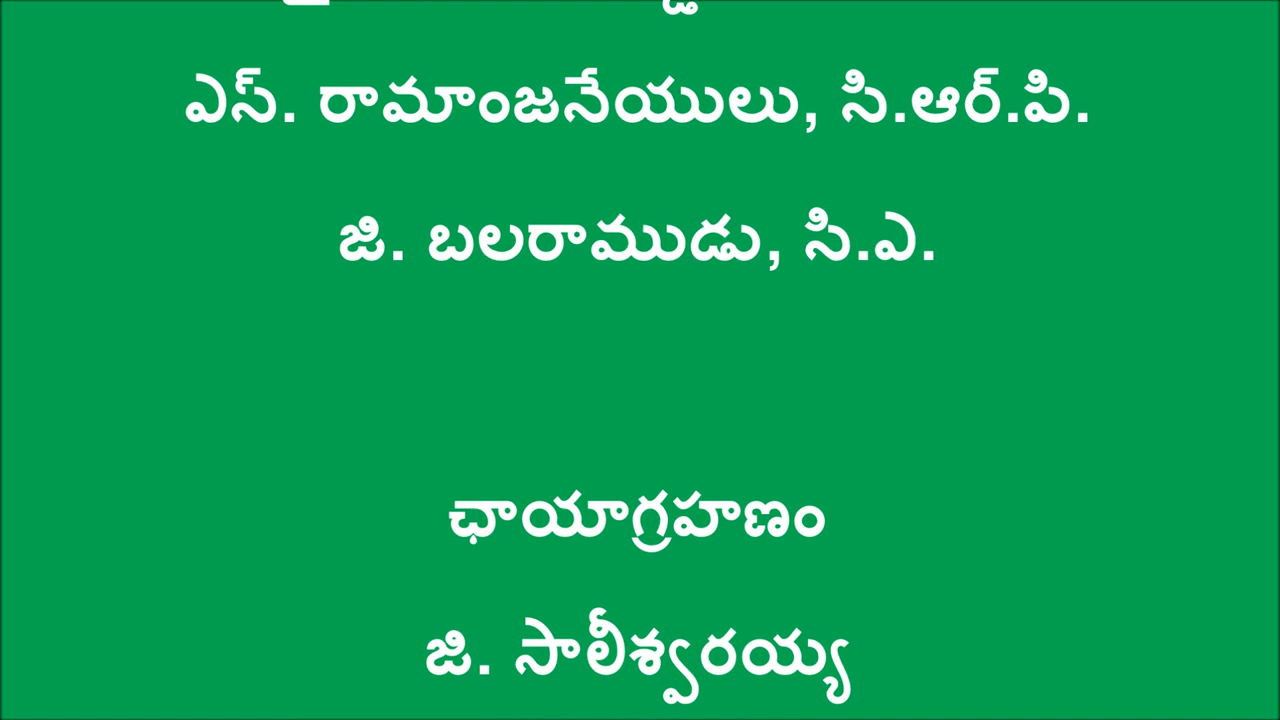 ఎస్. రామాంజనేయులు, సి.ఆర్.పి.
జి. బలరాముడు, సి.ఎ.
ఛాయాగ్రహణం
జి. సాలీశ్వరయ్య